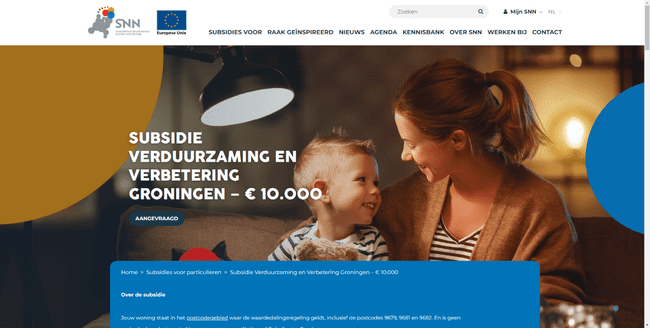 SNN
Europese Unie
Zoeken
Mijn SNN
NL
SUBSIDIES VOOR RAAK GEÏNSPIREERD NIEUWS AGENDA KENNISBANK OVER SNN WERKEN BIJ CONTACT
SUBSIDIE
VERDUURZAMING EN
VERBETERING
GRONINGEN – € 10.000
AANGEVRAAGD
Home > Subsidies voor particulieren > Subsidie Verduurzaming en Verbetering Groningen – € 10.000
Over de subsidie
Jouw woning staat in het postcodegebied waar de waardedalingsregeling geldt, inclusief de postcodes 9679, 9681 en 9682. En is geen